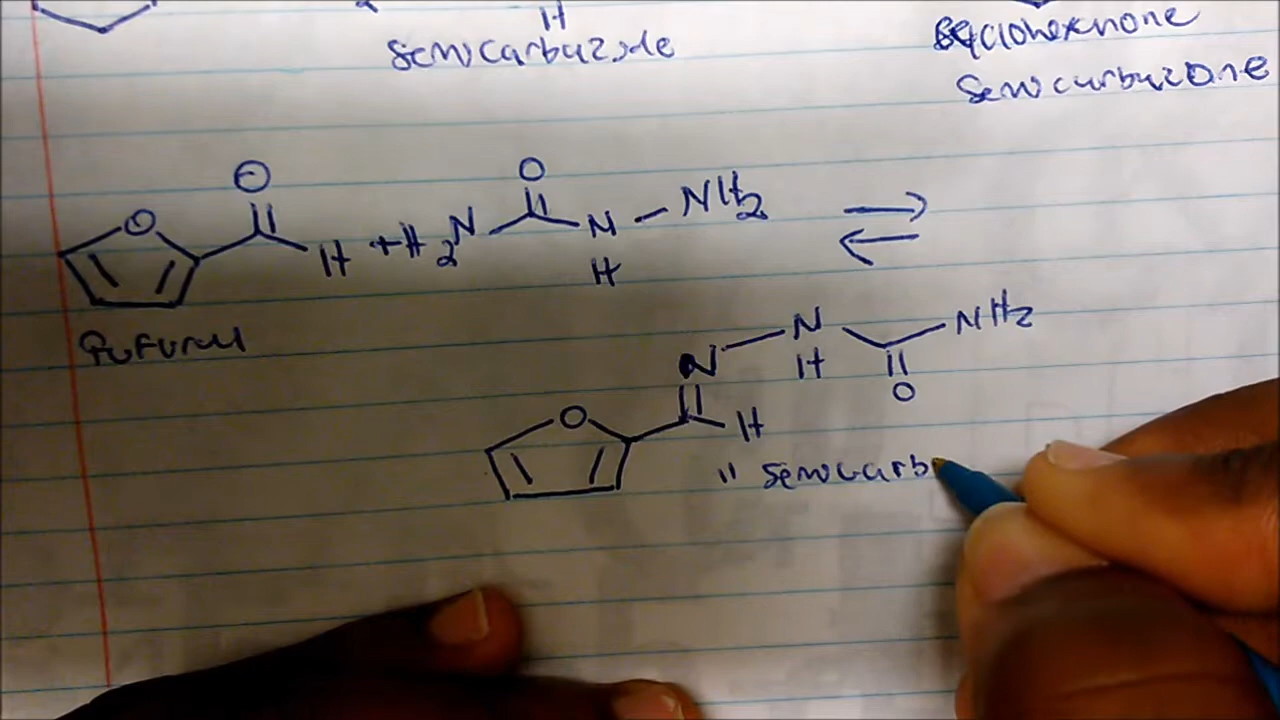 H
Semicarbazide
Cyclohexanone
Semicarbazone
O
O
O
H
+ H2N
N
H
NH2
Furfural
N
N
H
NH2
O
O
H
" Semicarb